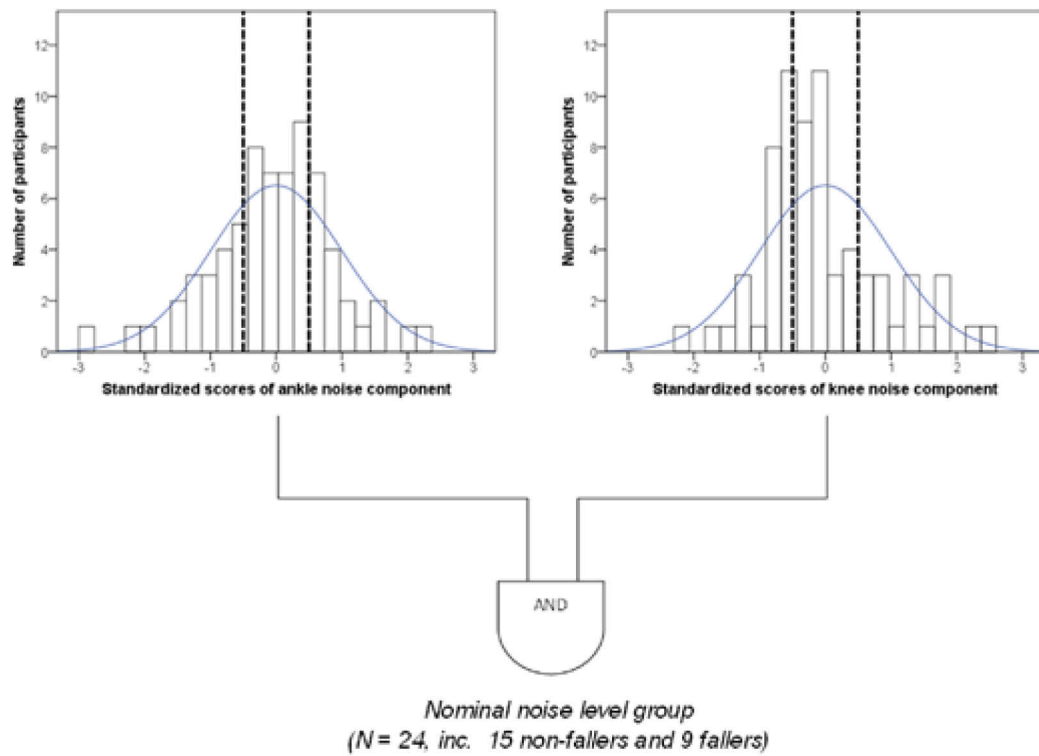 12
10
8
6
4
2
0
Number of participants
-3 -2 -1 0 1 2 3
Standardized scores of ankle noise component
12
10
8
6
4
2
0
Number of participants
-3 -2 -1 0 1 2 3
Standardized scores of knee noise component
AND
Nominal noise level group
(N = 24, inc. 15 non-fallers and 9 fallers)